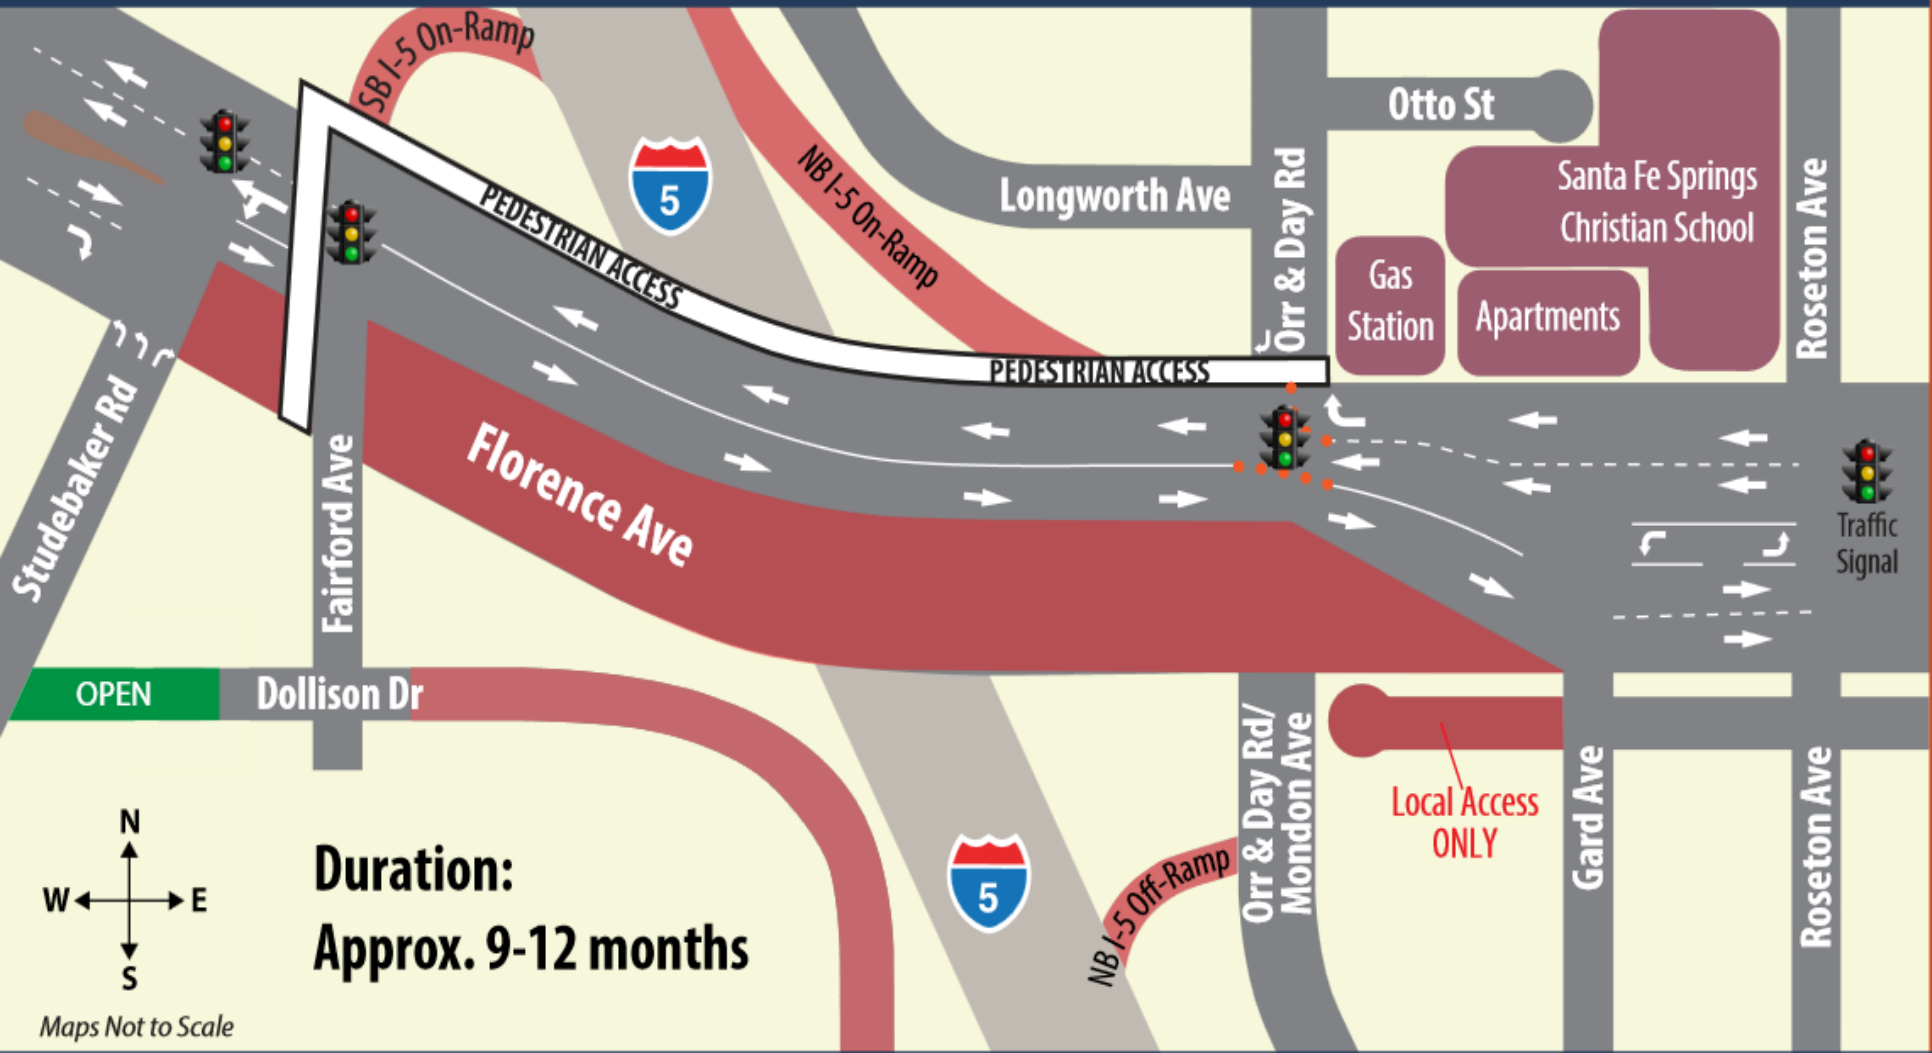 SB I-5 On-Ramp
5
NB I-5 On-Ramp
Longworth Ave
Orr & Day Rd
Otto St
Santa Fe Springs
Christian School
Gas
Station
Apartments
Roseton Ave
PEDESTRIAN ACCESS
PEDESTRIAN ACCESS
Florence Ave
Traffic
Signal
Studebaker Rd
Fairford Ave
OPEN
Dollison Dr
Orr & Day Rd/
Mondon Ave
Local Access
ONLY
Gard Ave
Roseton Ave
5
NB I-5 Off-Ramp
N
W
E
S
Duration:
Approx. 9-12 months
Maps Not to Scale